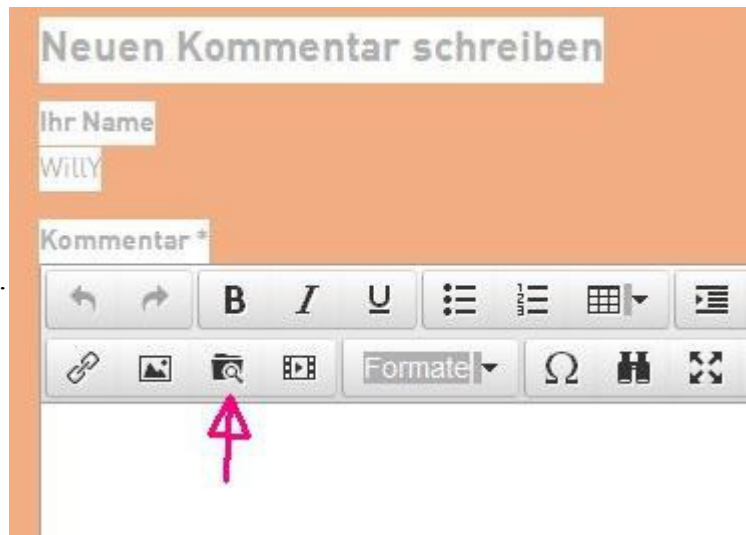 Neuen Kommentar schreiben
Ihr Name
WillY
Kommentar *
B I U
Formate Ω